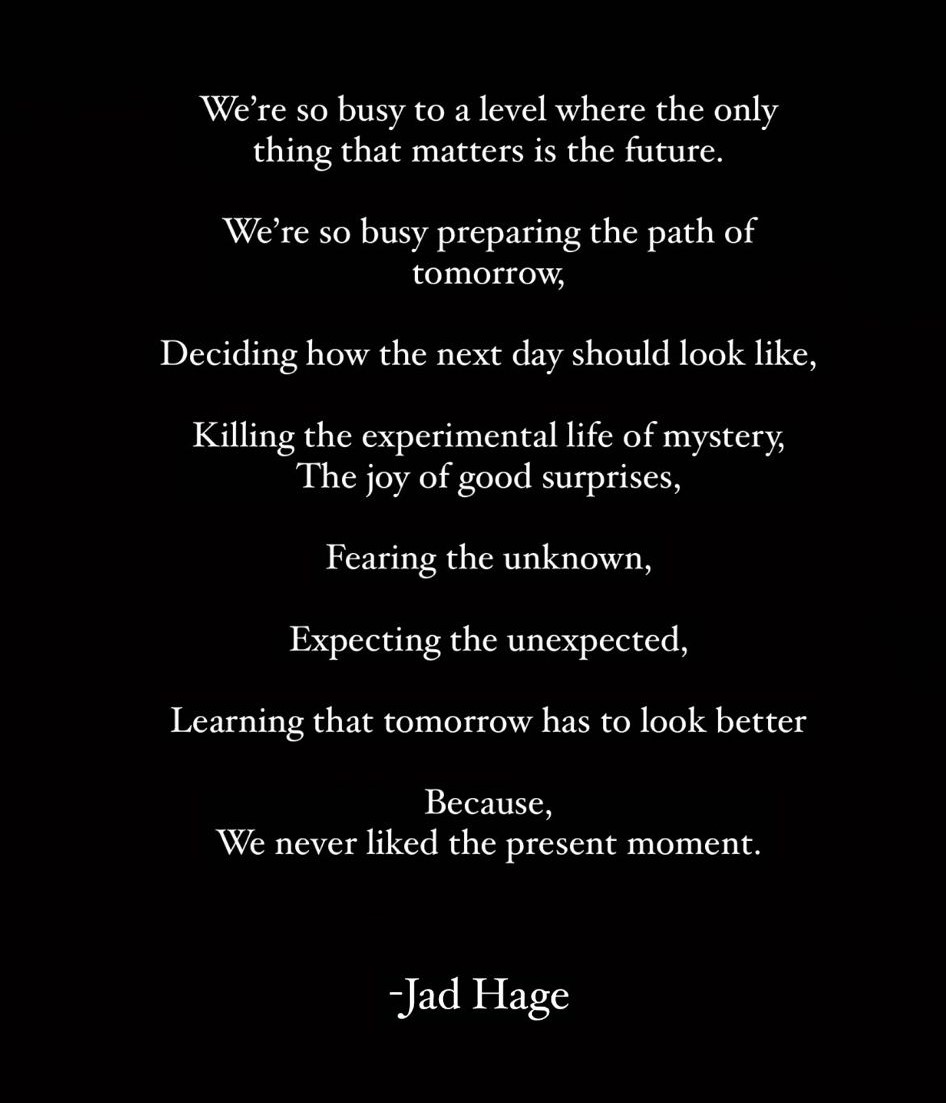 We’re so busy to a level where the only
thing that matters is the future.
We’re so busy preparing the path of
tomorrow,
Deciding how the next day should look like,
Killing the experimental life of mystery,
The joy of good surprises,
Fearing the unknown,
Expecting the unexpected,
Learning that tomorrow has to look better
Because,
We never liked the present moment.
-Jad Hage